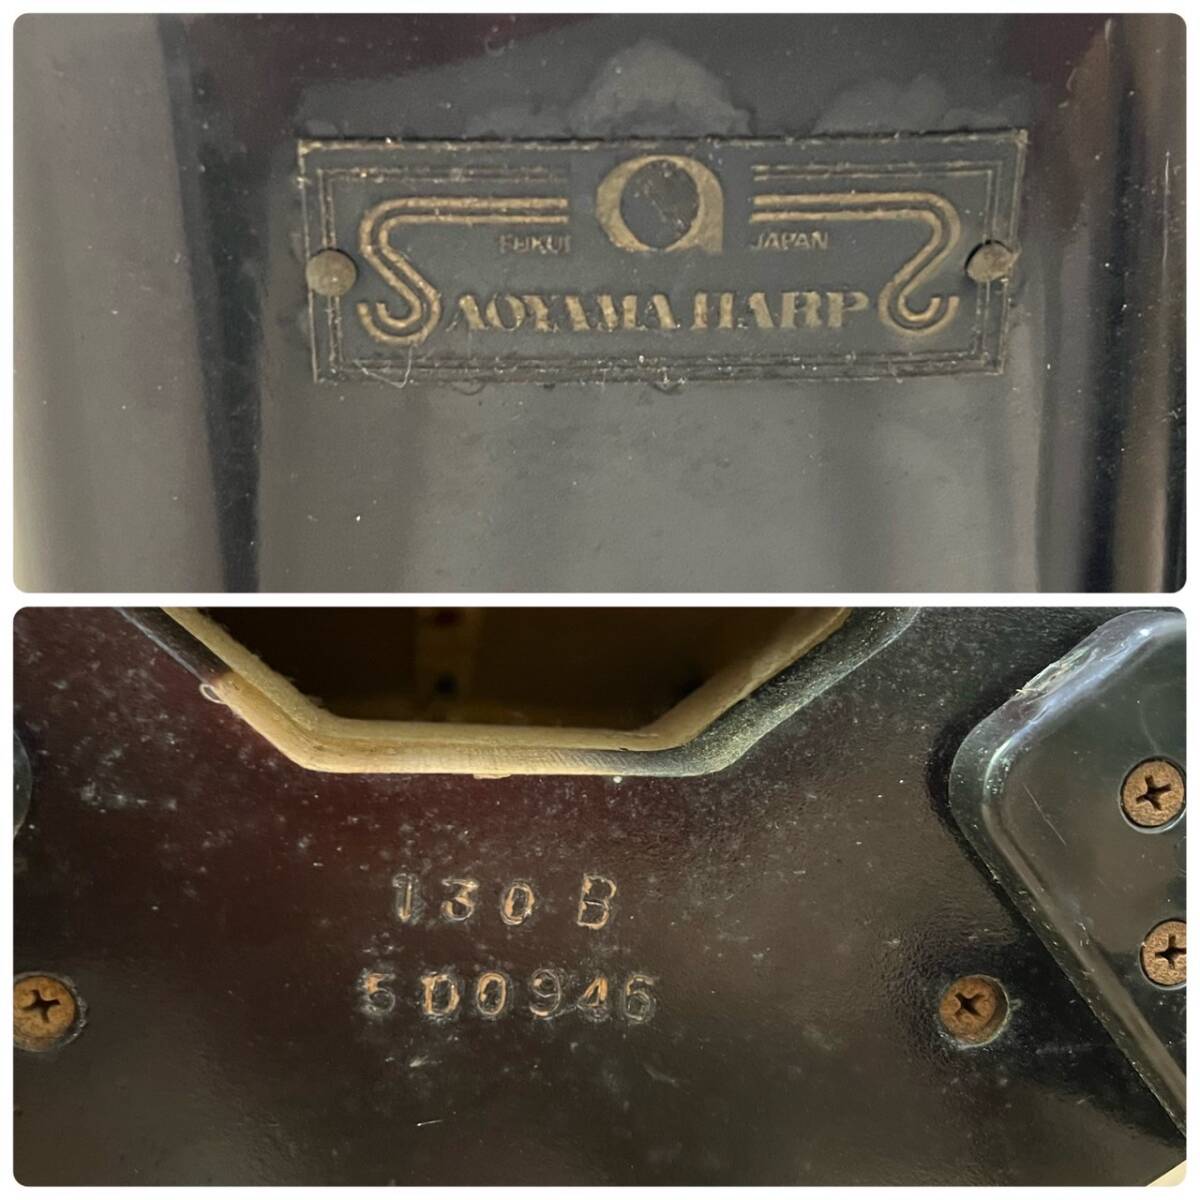 FUKUI a JAPAN
AOYAMA HARP
130 B
5D0946